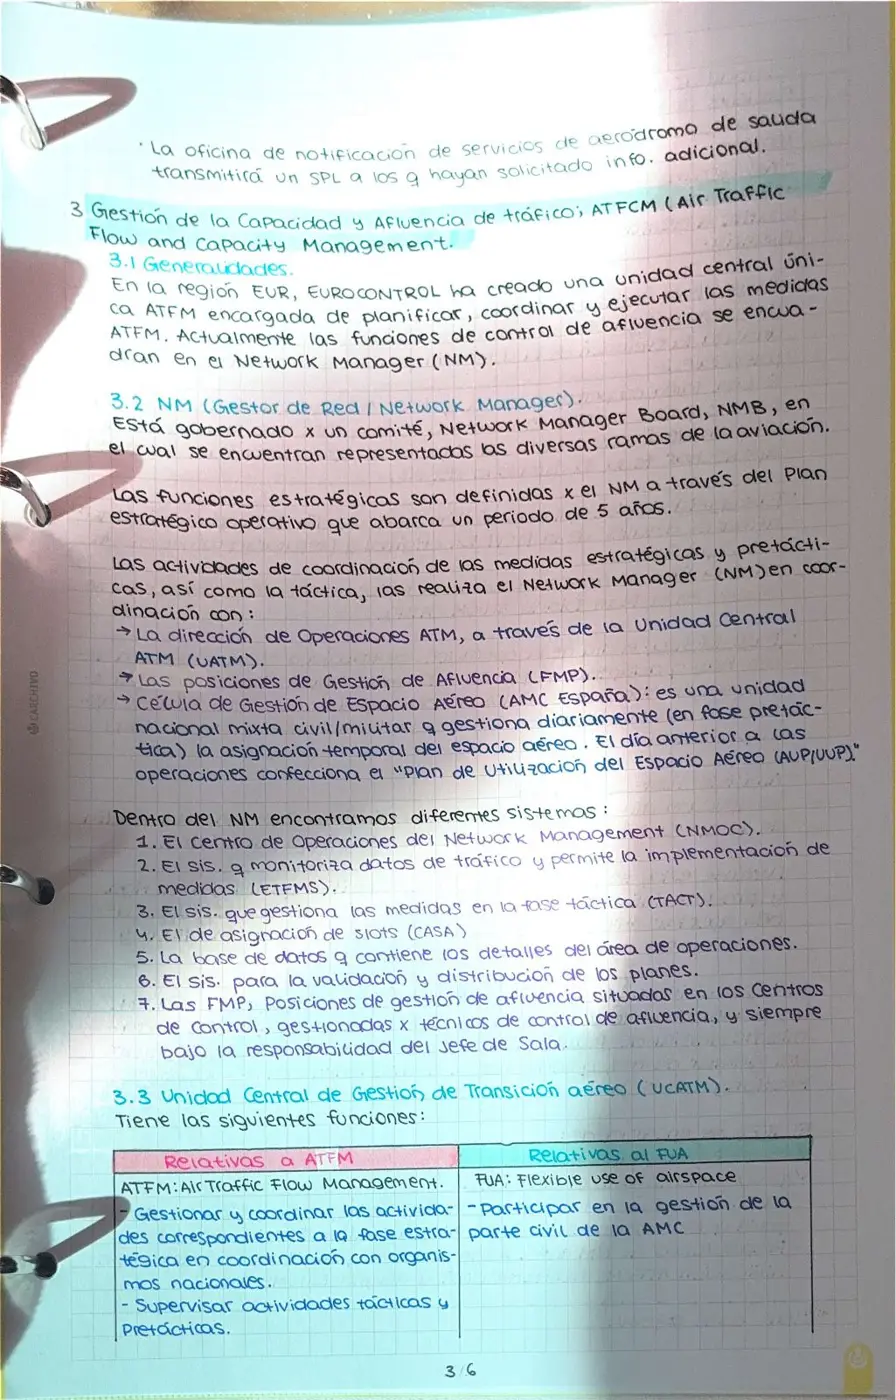 · La oficina de notificación de servicios de aeródromo de salida
transmitirá un SPL a los q hayan solicitado info. adicional.
3 Gestión de la Capacidad y Afluencia de tráfico; ATFCM (Air Traffic
Flow and Capacity Management.
3.1 Generalidades.
En la región EUR, EUROCONTROL ha creado una unidad central úni-
ca ATFM encargada de planificar, coordinar y ejecutar las medidas
ATFM. Actualmente las funciones de control de afluencia se encua-
dran en el Network Manager (NM).
3.2 NM (Gestor de Red / Network Manager).
Está gobernado x un comité, Network Manager Board, NMB, en
el cual se encuentran representadas las diversas ramas de la aviación.
Las funciones estratégicas son definidas x el NM a través del Plan
estratégico operativo que abarca un periodo de 5 años.
Las actividades de coordinación de las medidas estratégicas y pretácti-
cas, así como la táctica, las realiza el Network Manager (NM) en coor-
dinación con:
→ La dirección de Operaciones ATM, a través de la Unidad Central
ATM (UATM).
→ Las posiciones de Gestión de Afluencia (FMP).
→ Célula de Gestión de Espacio Aéreo (AMC España): es una unidad
nacional mixta civil/militar q gestiona diariamente (en fase pretác-
tica) la asignación temporal del espacio aéreo. El día anterior a las
operaciones confecciona el "Plan de Utilización del Espacio Aéreo (AUP/UUP)"
Dentro del NM encontramos diferentes sistemas:
1. El Centro de Operaciones del Network Management (NMOC).
2. El sis. q monitoriza datos de tráfico y permite la implementación de
medidas (ETFMS).
3. El sis. que gestiona las medidas en la fase táctica (TACT).
4. El de asignación de slots (CASA)
5. La base de datos q contiene los detalles del área de operaciones.
6. El sis. para la validación y distribución de los planes.
7. Las FMP, Posiciones de gestión de afluencia situadas en los Centros
de Control, gestionadas x técnicos de control de afluencia, y siempre
bajo la responsabilidad del Jefe de Sala.
3.3 Unidad Central de Gestión de Transición aéreo (UCATM).
Tiene las siguientes funciones:
Relativas a ATFM
ATFM: Air Traffic Flow Management.
- Gestionar y coordinar las activida-
des correspondientes a la fase estra-
tégica en coordinación con organis-
mos nacionales.
- Supervisar actividades tácticas y
Pretácticas.
Relativas al FUA
FUA: Flexible use of airspace
- Participar en la gestión de la
parte civil de la AMC
3/6
CARCHIVO